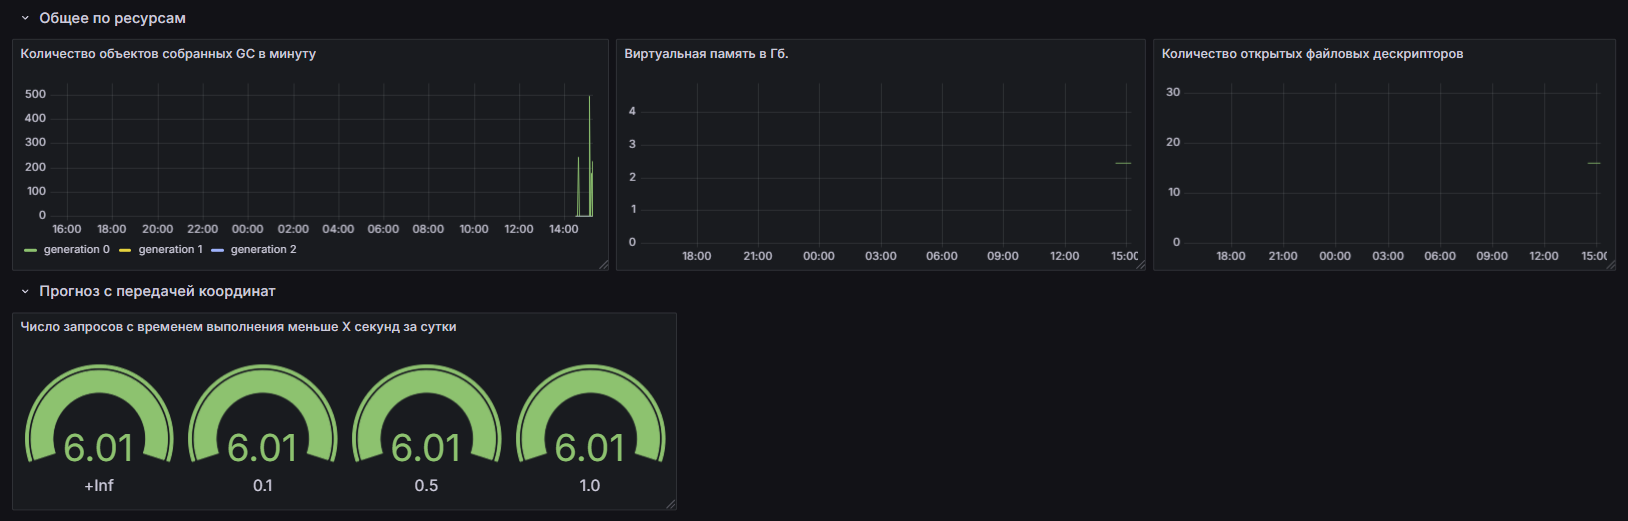 Общее по ресурсам
Количество объектов собранных GC в минуту
500
400
300
200
100
0
16:00 18:00 20:00 22:00 00:00 02:00 04:00 06:00 08:00 10:00 12:00 14:00
generation 0 generation 1 generation 2
Виртуальная память в Гб.
4
3
2
1
0
18:00 21:00 00:00 03:00 06:00 09:00 12:00 15:00
Количество открытых файловых дескрипторов
30
20
10
0
18:00 21:00 00:00 03:00 06:00 09:00 12:00 15:00
Прогноз с передачей координат
Число запросов с временем выполнения меньше X секунд за сутки
6.01 6.01 6.01 6.01
+Inf 0.1 0.5 1.0